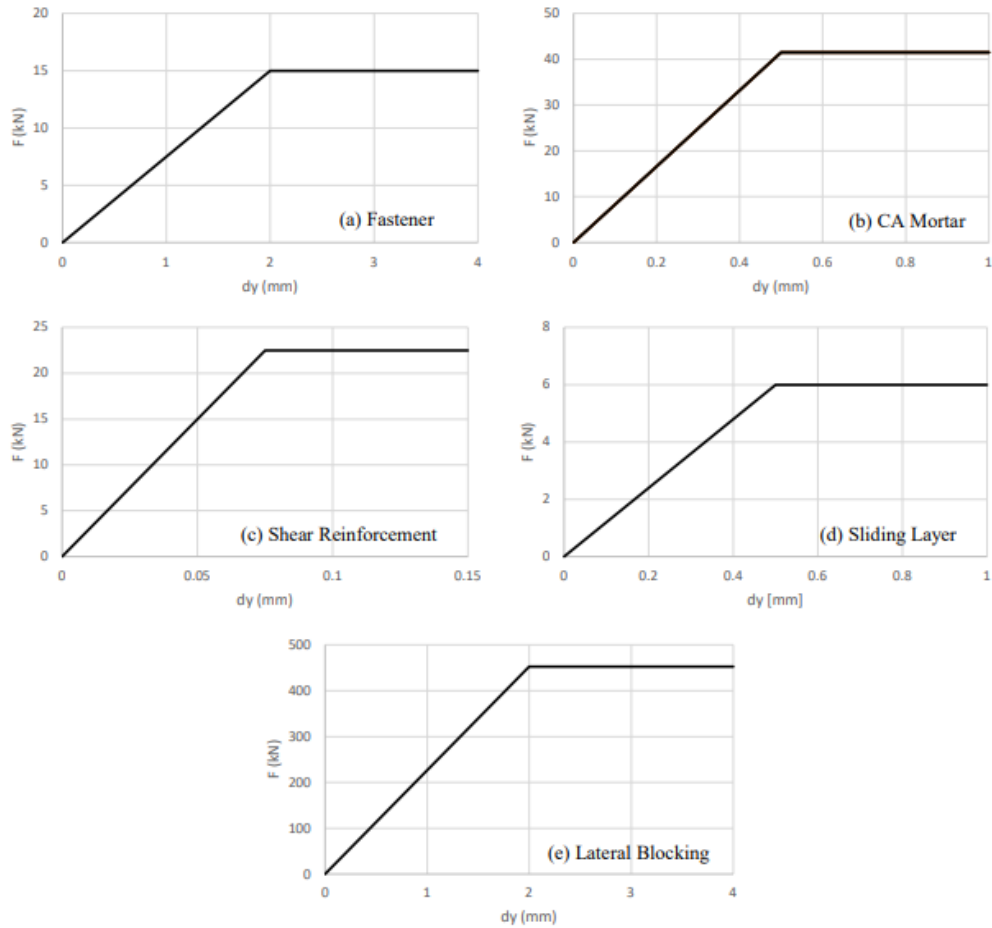 20
15
10
5
0
F (kN)
0 1 2 3 4
dy (mm)
(a) Fastener
50
40
30
20
10
0
F (kN)
0 0.2 0.4 0.6 0.8 1
dy (mm)
(b) CA Mortar
25
20
15
10
5
0
F (kN)
0 0.05 0.1 0.15
dy (mm)
(c) Shear Reinforcement
8
6
4
2
0
F (kN)
0 0.2 0.4 0.6 0.8 1
dy [mm]
(d) Sliding Layer
500
400
300
200
100
0
F (kN)
0 1 2 3 4
dy (mm)
(e) Lateral Blocking